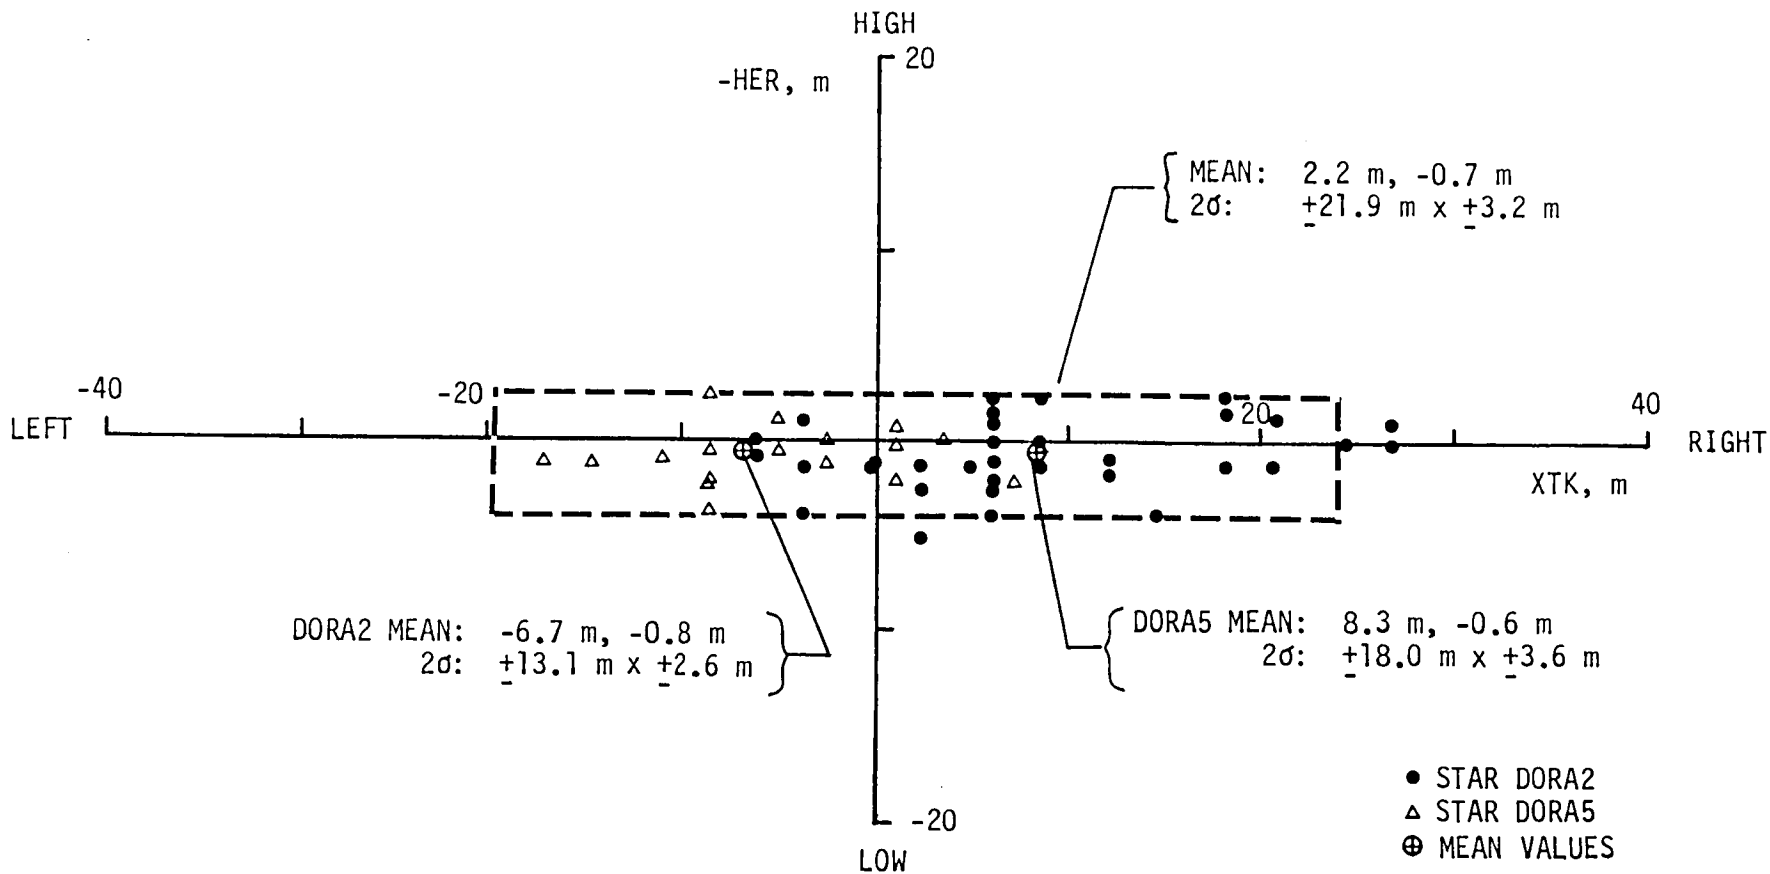 HIGH
20
-HER, m
MEAN: 2.2 m, -0.7 m
2σ: ±21.9 m x ±3.2 m
-40
-20
20
40
LEFT
RIGHT
XTK, m
DORA2 MEAN: -6.7 m, -0.8 m
2σ: ±13.1 m x ±2.6 m
DORA5 MEAN: 8.3 m, -0.6 m
2σ: ±18.0 m x ±3.6 m
-20
LOW
● STAR DORA2
△ STAR DORA5
⊕ MEAN VALUES